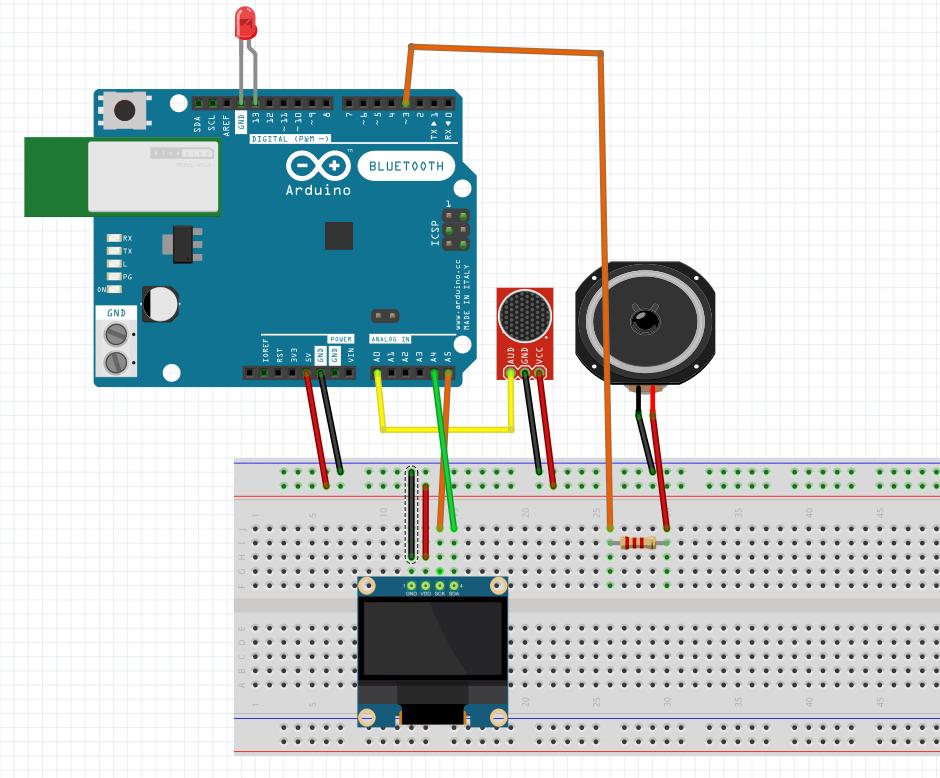 SDA
SCL
AREF
GND
13
12
~11
~10
~9
8
7
~6
~5
4
~3
2
TX▶1
RX◀0
DIGITAL (PWM ~)
™
BLUETOOTH
Arduino
1
ICSP
RX
TX
L
PG
ON
www.arduino.cc
MADE IN ITALY
GND
POWER
ANALOG IN
IOREF
RST
3V3
5V
GND
GND
VIN
A0
A1
A2
A3
A4
A5
AUD
GND
VCC
1
5
10
20
25
30
35
40
45
J
I
H
G
F
1
4
GND VDD SCK SDA
E
D
C
B
A
1
5
20
25
30
35
40
45